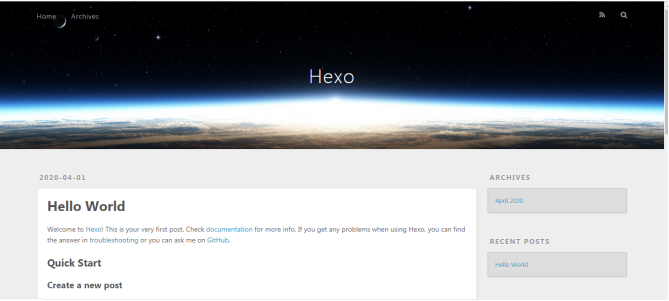 Home Archives
Hexo
2020-04-01
Hello World
Welcome to Hexo! This is your very first post. Check documentation for more info. If you get any problems when using Hexo, you can find
the answer in troubleshooting or you can ask me on GitHub.
Quick Start
Create a new post
ARCHIVES
April 2020
RECENT POSTS
Hello World